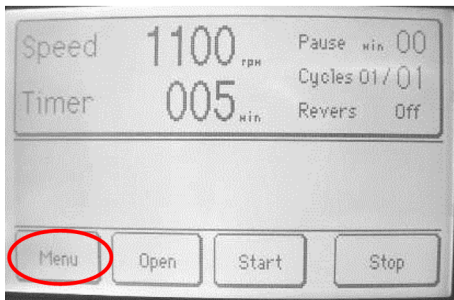 Speed 1100 rpm Pause min 00
Cycles 01/01
Timer 005 min Revers Off
Menu Open Start Stop